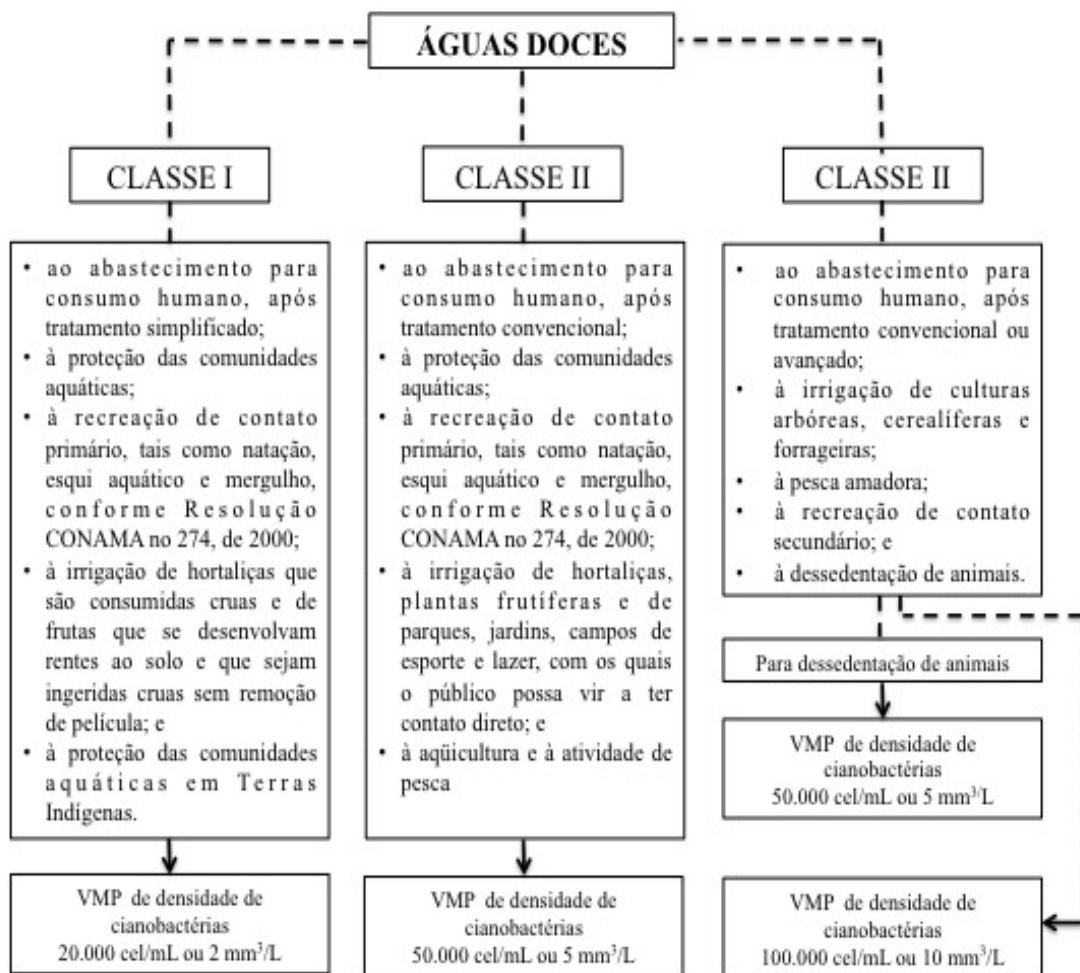 ÁGUAS DOCES
CLASSE I
• ao abastecimento para
consumo humano, após
tratamento simplificado;
• à proteção das comunidades
aquáticas;
• à recreação de contato
primário, tais como natação,
esqui aquático e mergulho,
conforme Resolução
CONAMA no 274, de 2000;
• à irrigação de hortaliças que
são consumidas cruas e de
frutas que se desenvolvam
rentes ao solo e que sejam
ingeridas cruas sem remoção
de película; e
• à proteção das comunidades
aquáticas em Terras
Indígenas.
VMP de densidade de
cianobactérias
20.000 cel/mL ou 2 mm³/L
CLASSE II
• ao abastecimento para
consumo humano, após
tratamento convencional;
• à proteção das comunidades
aquáticas;
• à recreação de contato
primário, tais como natação,
esqui aquático e mergulho,
conforme Resolução
CONAMA no 274, de 2000;
• à irrigação de hortaliças,
plantas frutíferas e de
parques, jardins, campos de
esporte e lazer, com os quais
o público possa vir a ter
contato direto; e
• à aqüicultura e à atividade de
pesca
VMP de densidade de
cianobactérias
50.000 cel/mL ou 5 mm³/L
CLASSE II
• ao abastecimento para
consumo humano, após
tratamento convencional ou
avançado;
• à irrigação de culturas
arbóreas, cerealíferas e
forrageiras;
• à pesca amadora;
• à recreação de contato
secundário; e
• à dessedentação de animais.
Para dessedentação de animais
VMP de densidade de
cianobactérias
50.000 cel/mL ou 5 mm³/L
VMP de densidade de
cianobactérias
100.000 cel/mL ou 10 mm³/L